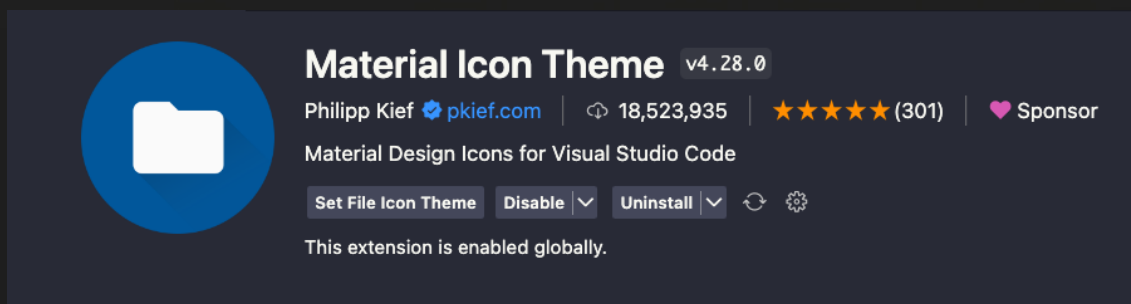 Material Icon Theme v4.28.0
Philipp Kief pkief.com 18,523,935 (301) Sponsor
Material Design Icons for Visual Studio Code
Set File Icon Theme Disable Uninstall
This extension is enabled globally.